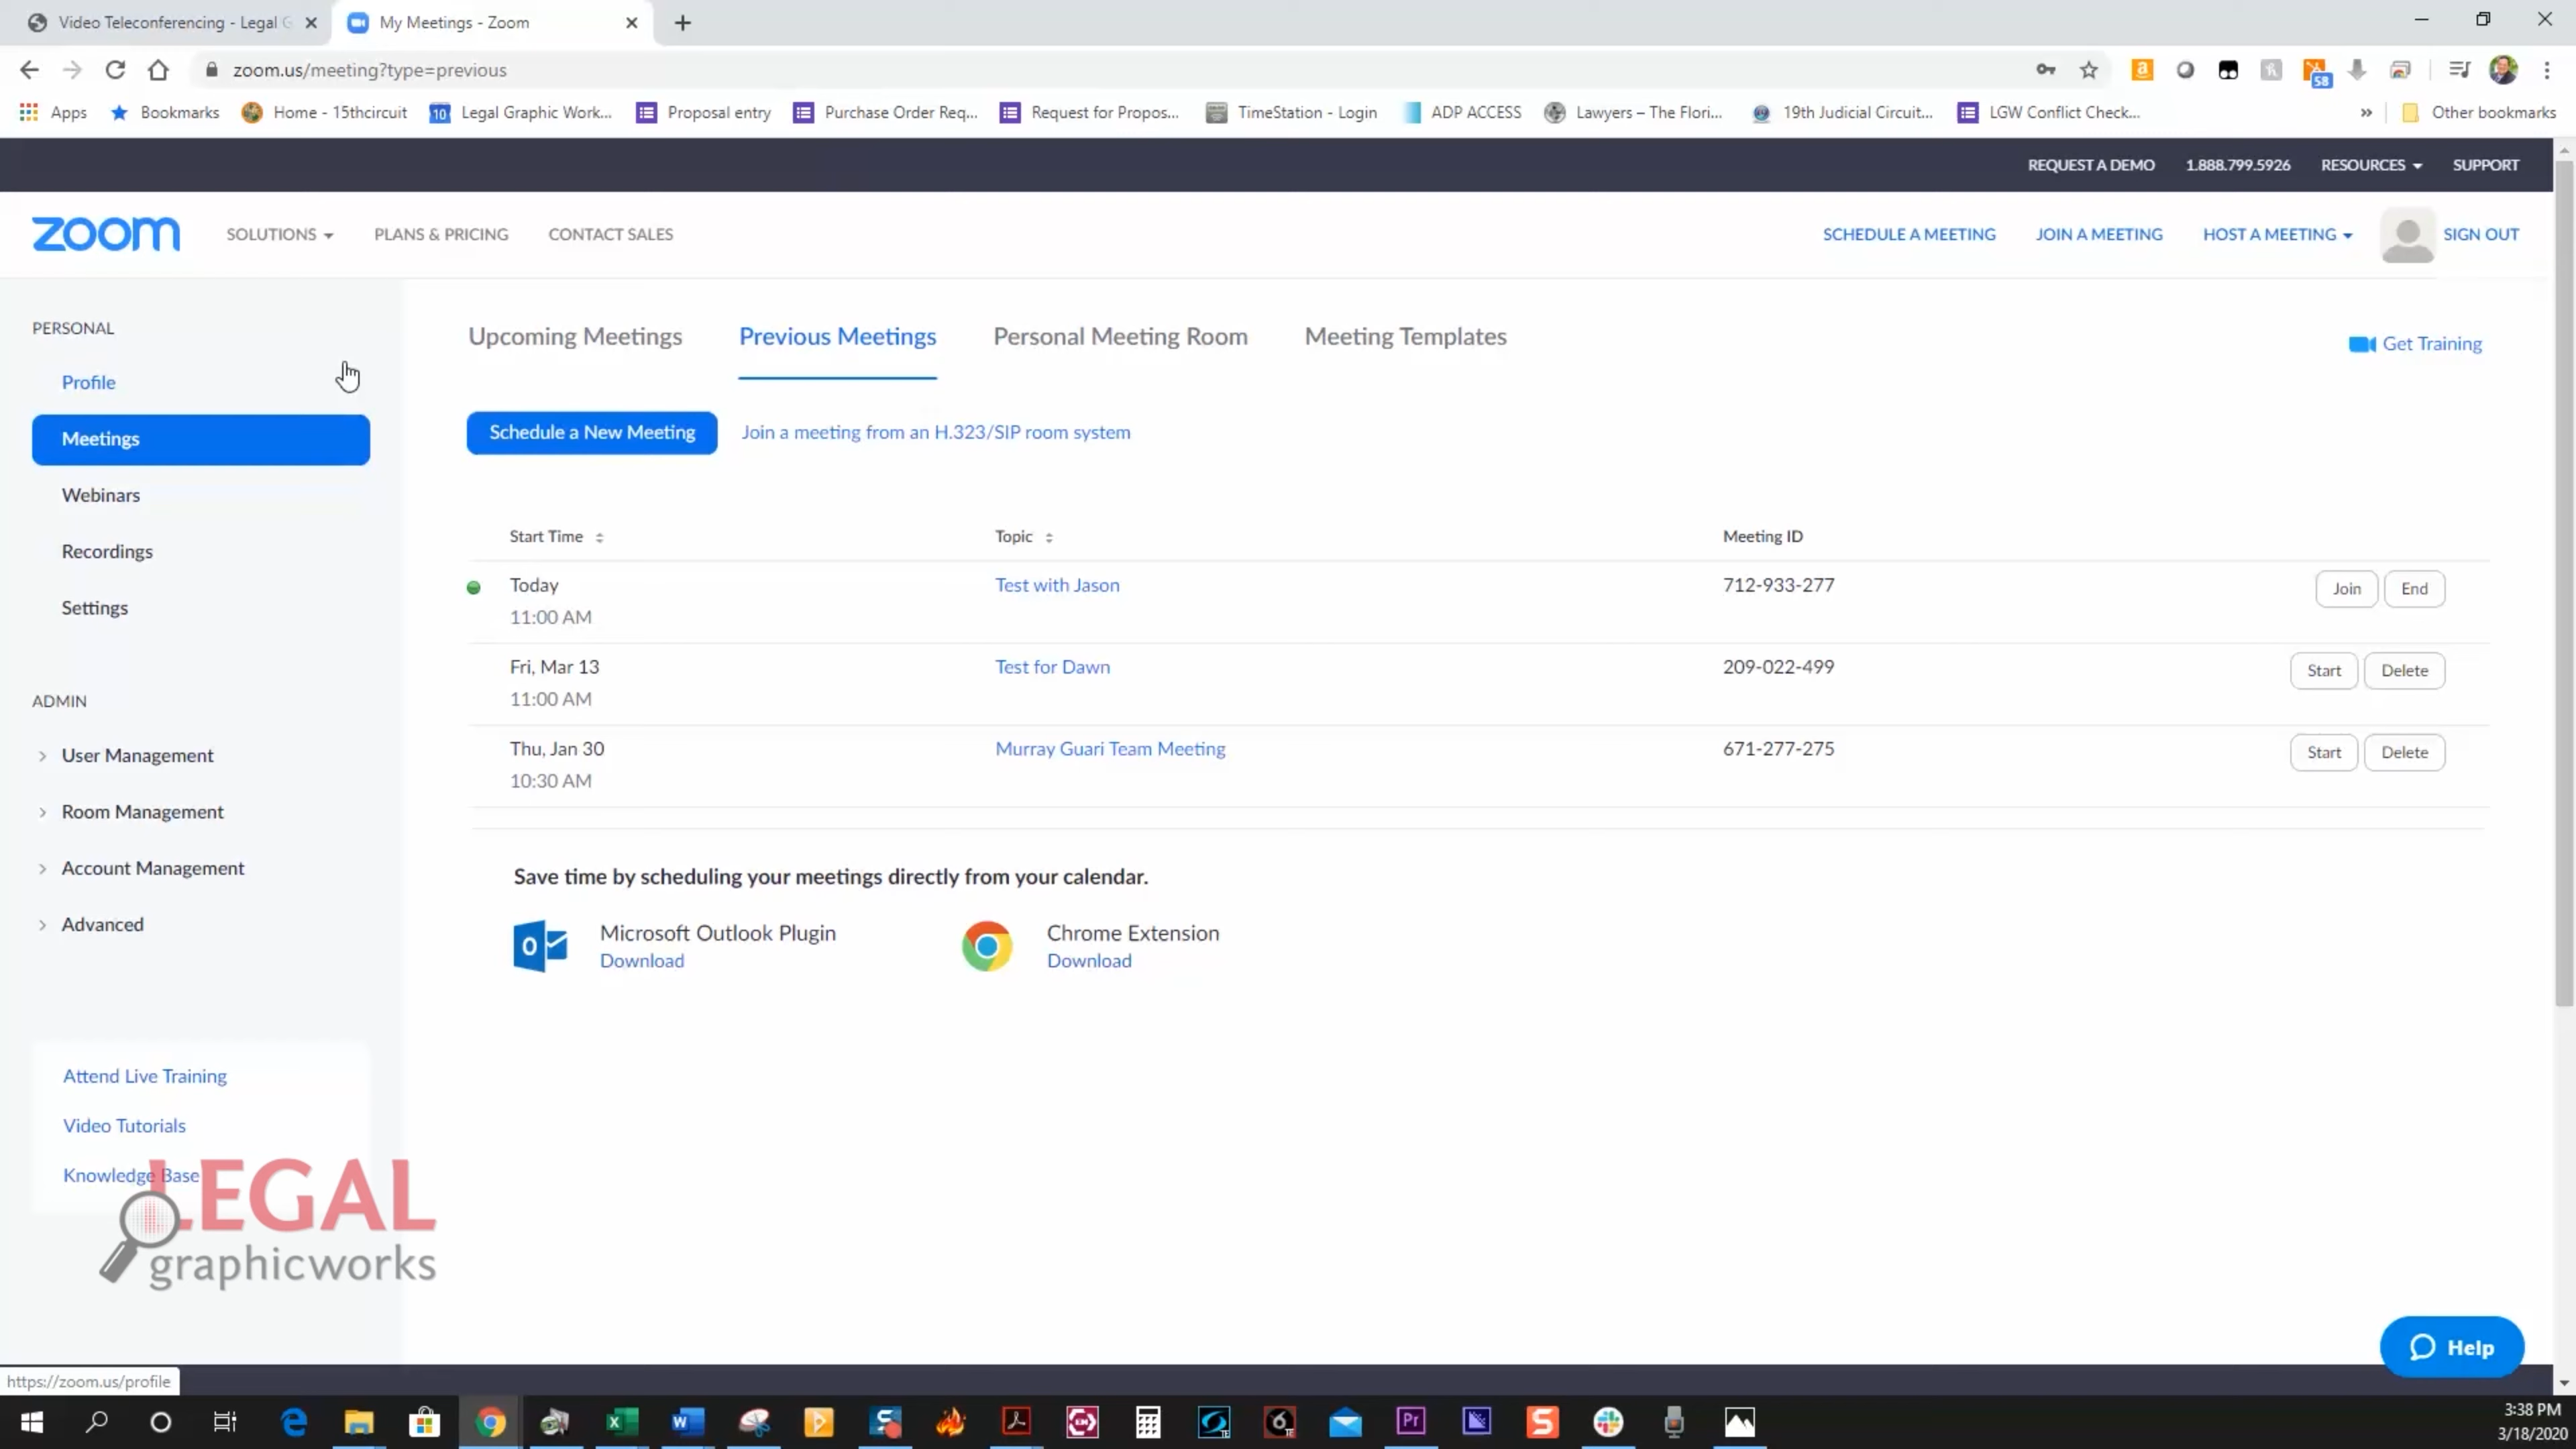 Video Teleconferencing - Legal G
My Meetings - Zoom
zoom.us/meeting?type=previous
58
Apps
Bookmarks
Home - 15thcircuit
10
Legal Graphic Work...
Proposal entry
Purchase Order Req...
Request for Propos...
TimeStation - Login
ADP ACCESS
Lawyers – The Flori...
19th Judicial Circuit...
LGW Conflict Check...
»
Other bookmarks
REQUEST A DEMO
1.888.799.5926
RESOURCES
SUPPORT
zoom
SOLUTIONS
PLANS & PRICING
CONTACT SALES
SCHEDULE A MEETING
JOIN A MEETING
HOST A MEETING
SIGN OUT
PERSONAL
Profile
Meetings
Webinars
Recordings
Settings
ADMIN
User Management
Room Management
Account Management
Advanced
Attend Live Training
Video Tutorials
Knowledge Base
LEGAL
graphicworks
Upcoming Meetings
Previous Meetings
Personal Meeting Room
Meeting Templates
Get Training
Schedule a New Meeting
Join a meeting from an H.323/SIP room system
Start Time
Topic
Meeting ID
Today
Test with Jason
712-933-277
Join
End
11:00 AM
Fri, Mar 13
Test for Dawn
209-022-499
Start
Delete
11:00 AM
Thu, Jan 30
Murray Guari Team Meeting
671-277-275
Start
Delete
10:30 AM
Save time by scheduling your meetings directly from your calendar.
Microsoft Outlook Plugin
Download
Chrome Extension
Download
Help
https://zoom.us/profile
3:38 PM
3/18/2020